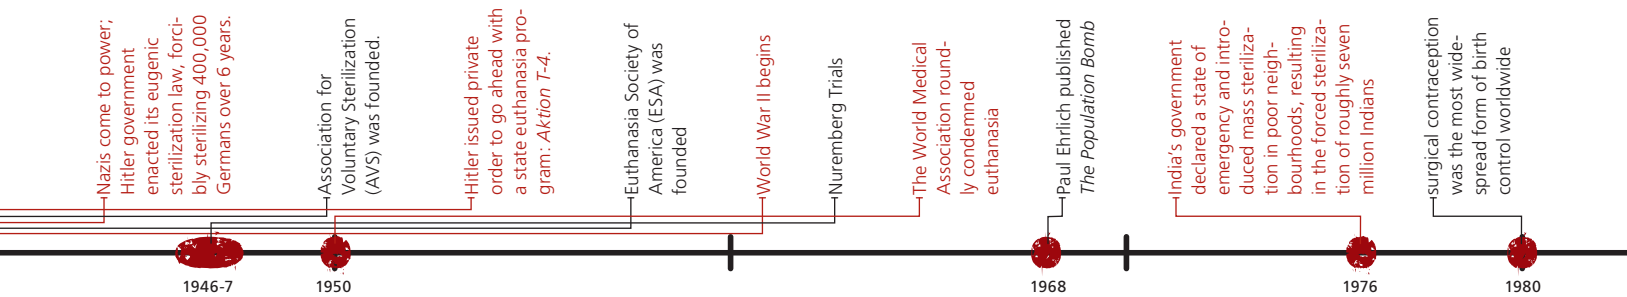 Nazis come to power;
Hitler government
enacted its eugenic
sterilization law, forci-
bly sterilizing 400,000
Germans over 6 years.
Association for
Voluntary Sterilization
(AVS) was founded.
Hitler issued private
order to go ahead with
a state euthanasia pro-
gram: Aktion T-4.
Euthanasia Society of
America (ESA) was
founded
World War II begins
Nuremberg Trials
The World Medical
Association round-
ly condemned
euthanasia
Paul Ehrlich published
The Population Bomb
India's government
declared a state of
emergency and intro-
duced mass steriliza-
tion in poor neigh-
bourhoods, resulting
in the forced steriliza-
tion of roughly seven
million Indians
surgical contraception
was the most wide-
spread form of birth
control worldwide
1946-7
1950
1968
1976
1980